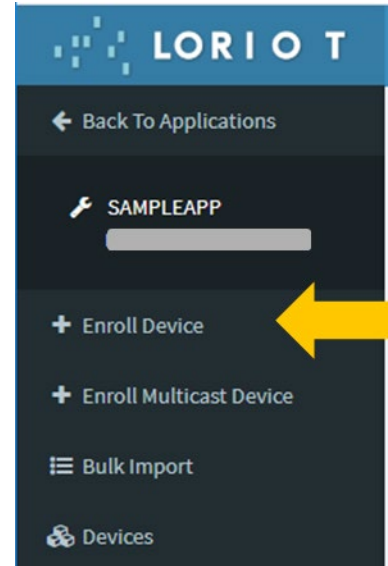 LORIOT
Back To Applications
SAMPLEAPP
Enroll Device
Enroll Multicast Device
Bulk Import
Devices